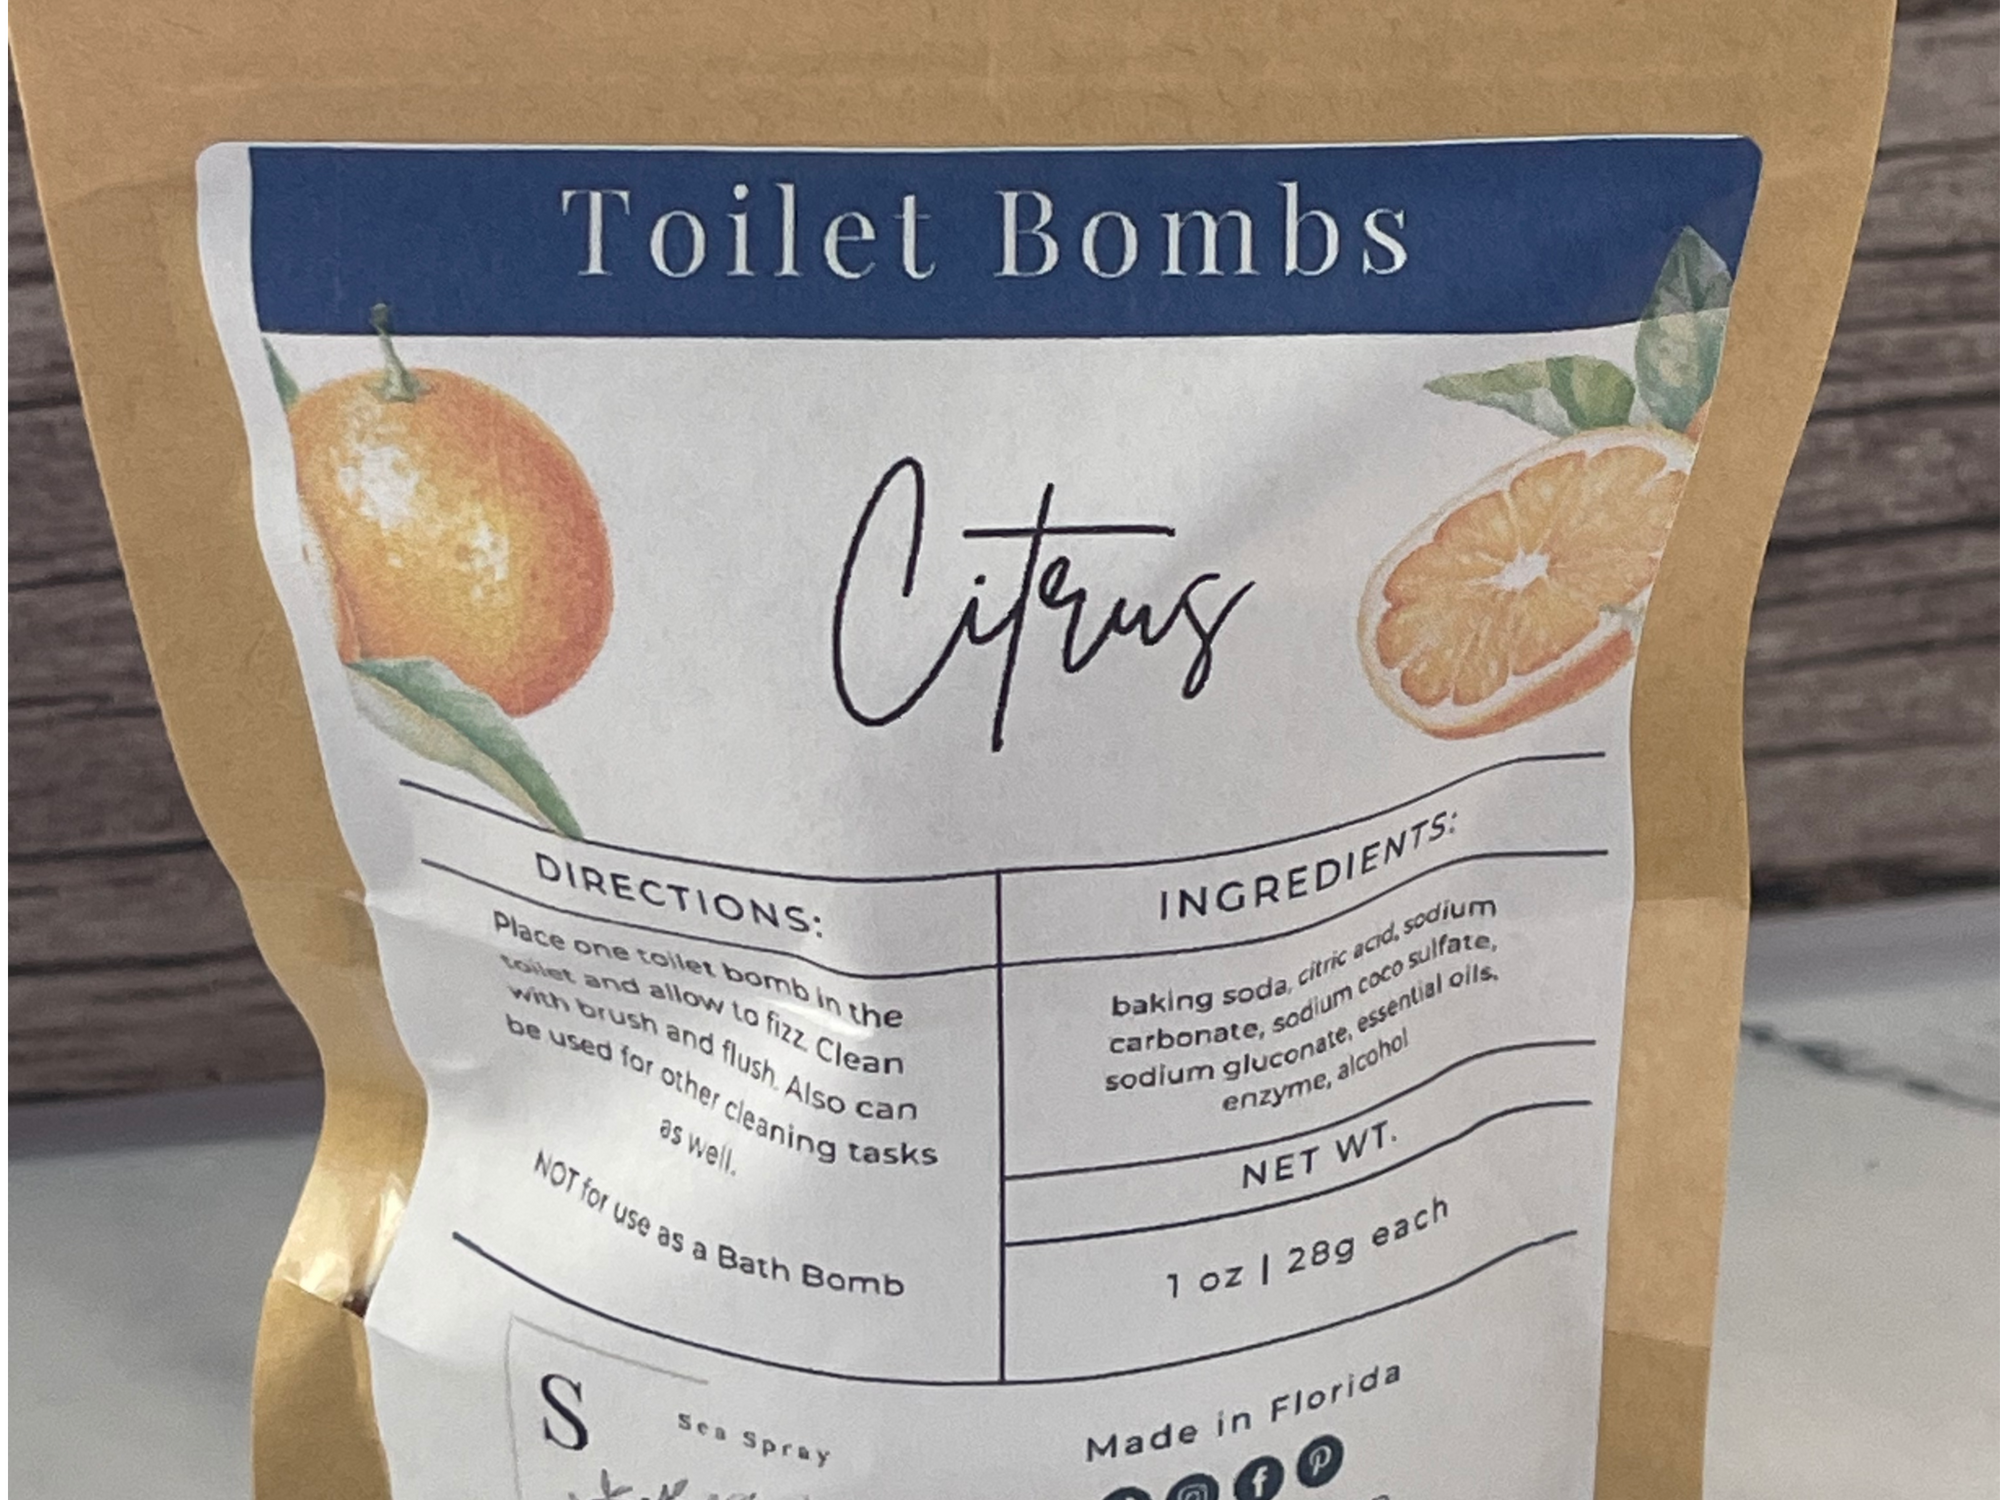 Toilet Bombs
Citrus
DIRECTIONS:
Place one toilet bomb in the
toilet and allow to fizz. Clean
with brush and flush. Also can
be used for other cleaning tasks
as well.
NOT for use as a Bath Bomb
INGREDIENTS:
baking soda, citric acid, sodium
carbonate, sodium coco sulfate,
sodium gluconate, essential oils,
enzyme, alcohol
NET WT.
1 oz | 28g each
S
Sea Spray
Made in Florida